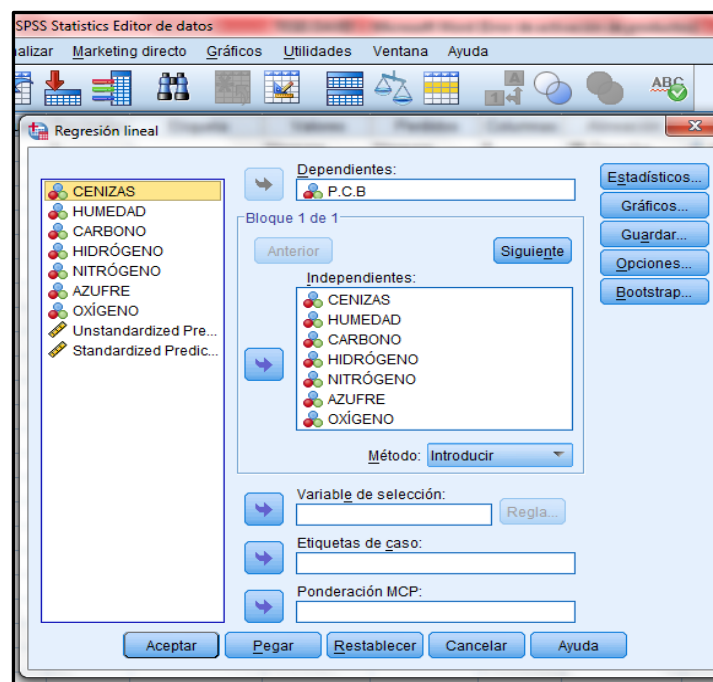 SPSS Statistics Editor de datos
nalizar Marketing directo Gráficos Utilidades Ventana Ayuda
A
1 4
ABC
Regresión lineal
CENIZAS
HUMEDAD
CARBONO
HIDRÓGENO
NITRÓGENO
AZUFRE
OXÍGENO
Unstandardized Pre...
Standardized Predic...
Dependientes:
P.C.B
Bloque 1 de 1
Anterior
Siguiente
Independientes:
CENIZAS
HUMEDAD
CARBONO
HIDRÓGENO
NITRÓGENO
AZUFRE
OXÍGENO
Método: Introducir
Variable de selección:
Regla...
Etiquetas de caso:
Ponderación MCP:
Estadísticos...
Gráficos...
Guardar...
Opciones...
Bootstrap...
Aceptar Pegar Restablecer Cancelar Ayuda